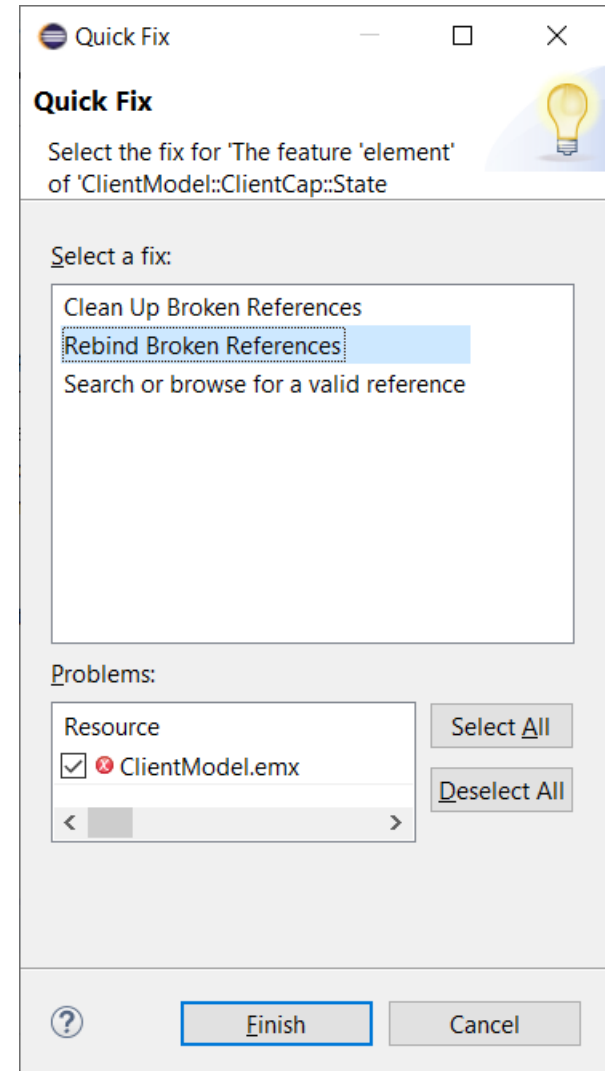 Quick Fix
Quick Fix
Select the fix for 'The feature 'element'
of 'ClientModel::ClientCap::State
Select a fix:
Clean Up Broken References
Rebind Broken References
Search or browse for a valid reference
Problems:
Resource
ClientModel.emx
Select All
Deselect All
Finish
Cancel